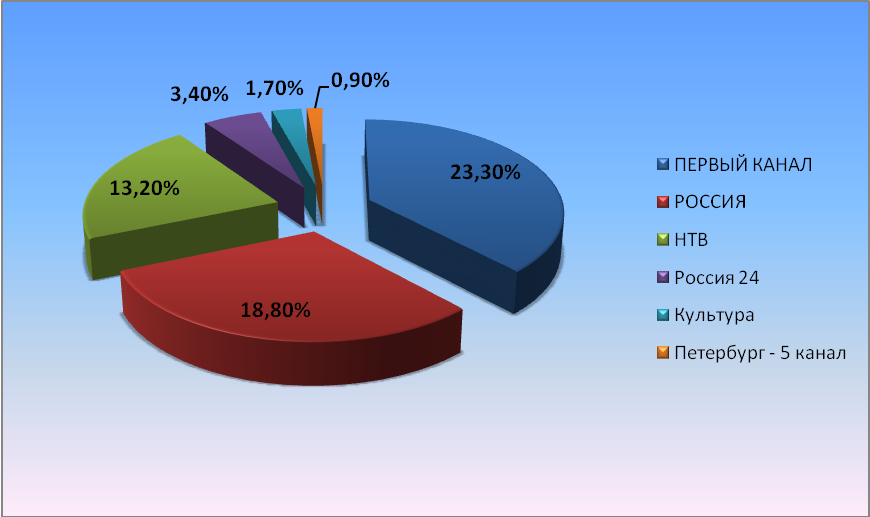 3,40%
1,70%
0,90%
13,20%
23,30%
18,80%
ПЕРВЫЙ КАНАЛ
РОССИЯ
НТВ
Россия 24
Культура
Петербург - 5 канал